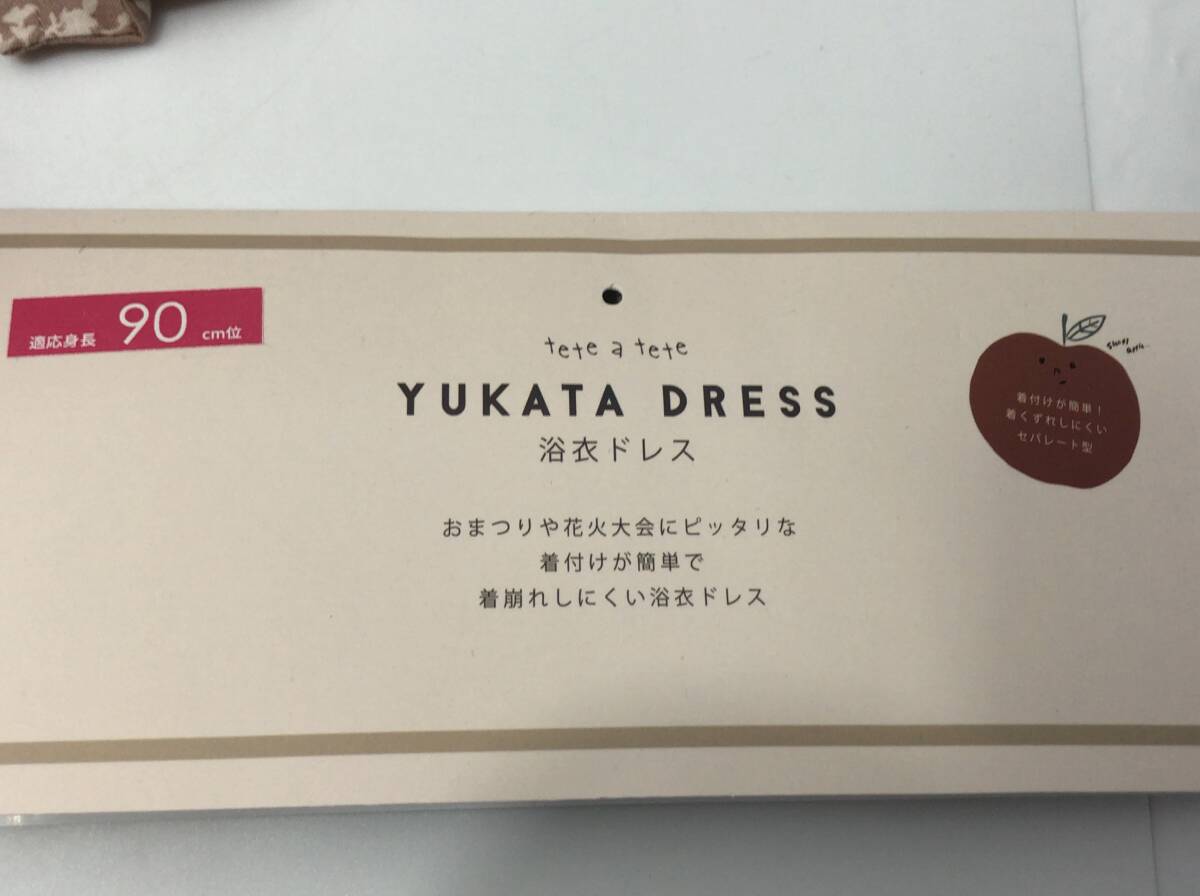 適応身長 90 cm位
tete a tete
YUKATA DRESS
浴衣ドレス
おまつりや花火大会にピッタリな
着付けが簡単で
着崩れしにくい浴衣ドレス
着付けが簡単！
着くずれしにくい
セパレート型